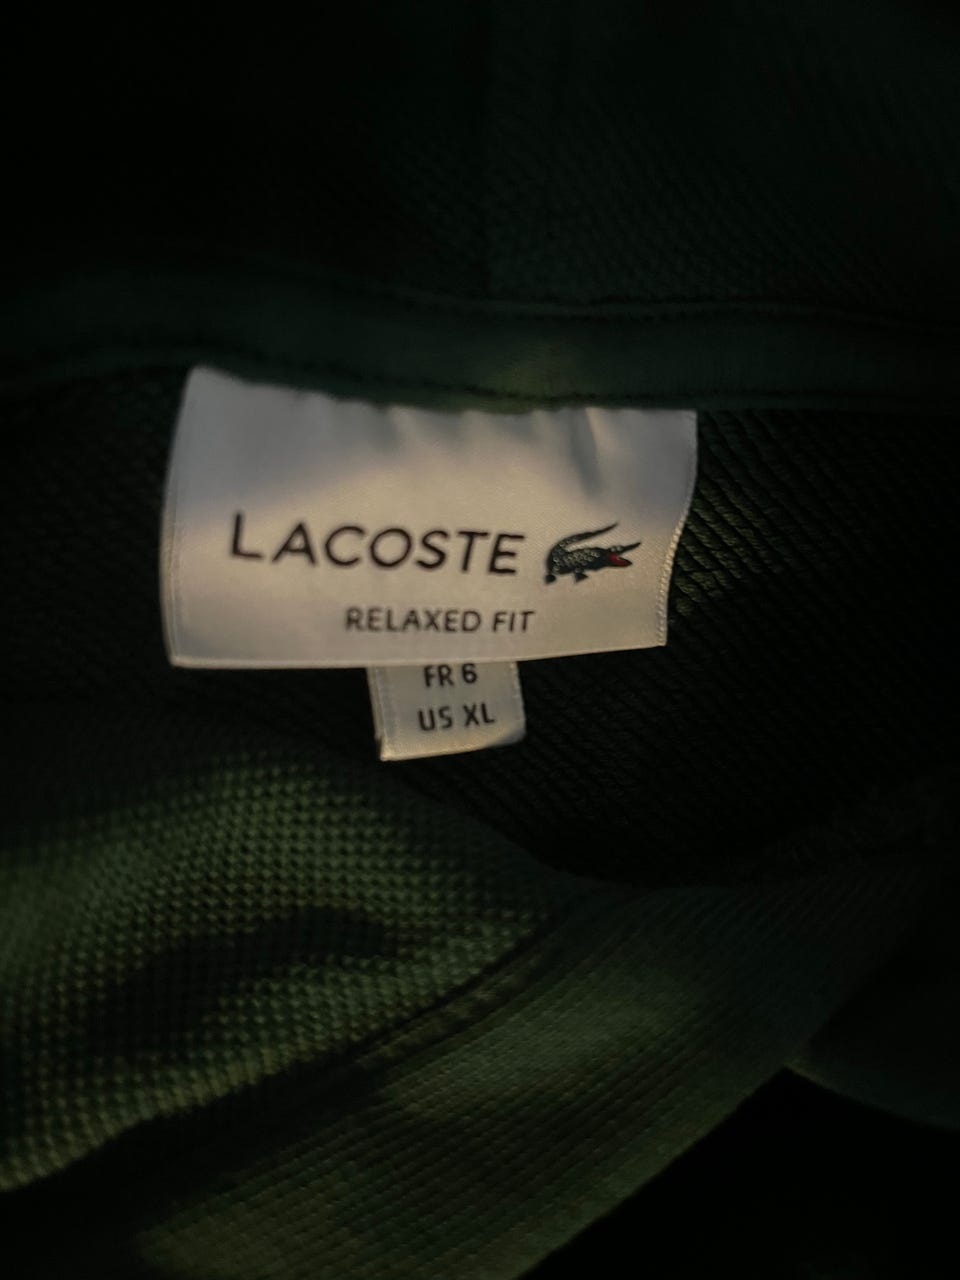 LACOSTE
RELAXED FIT
FR 6
US XL